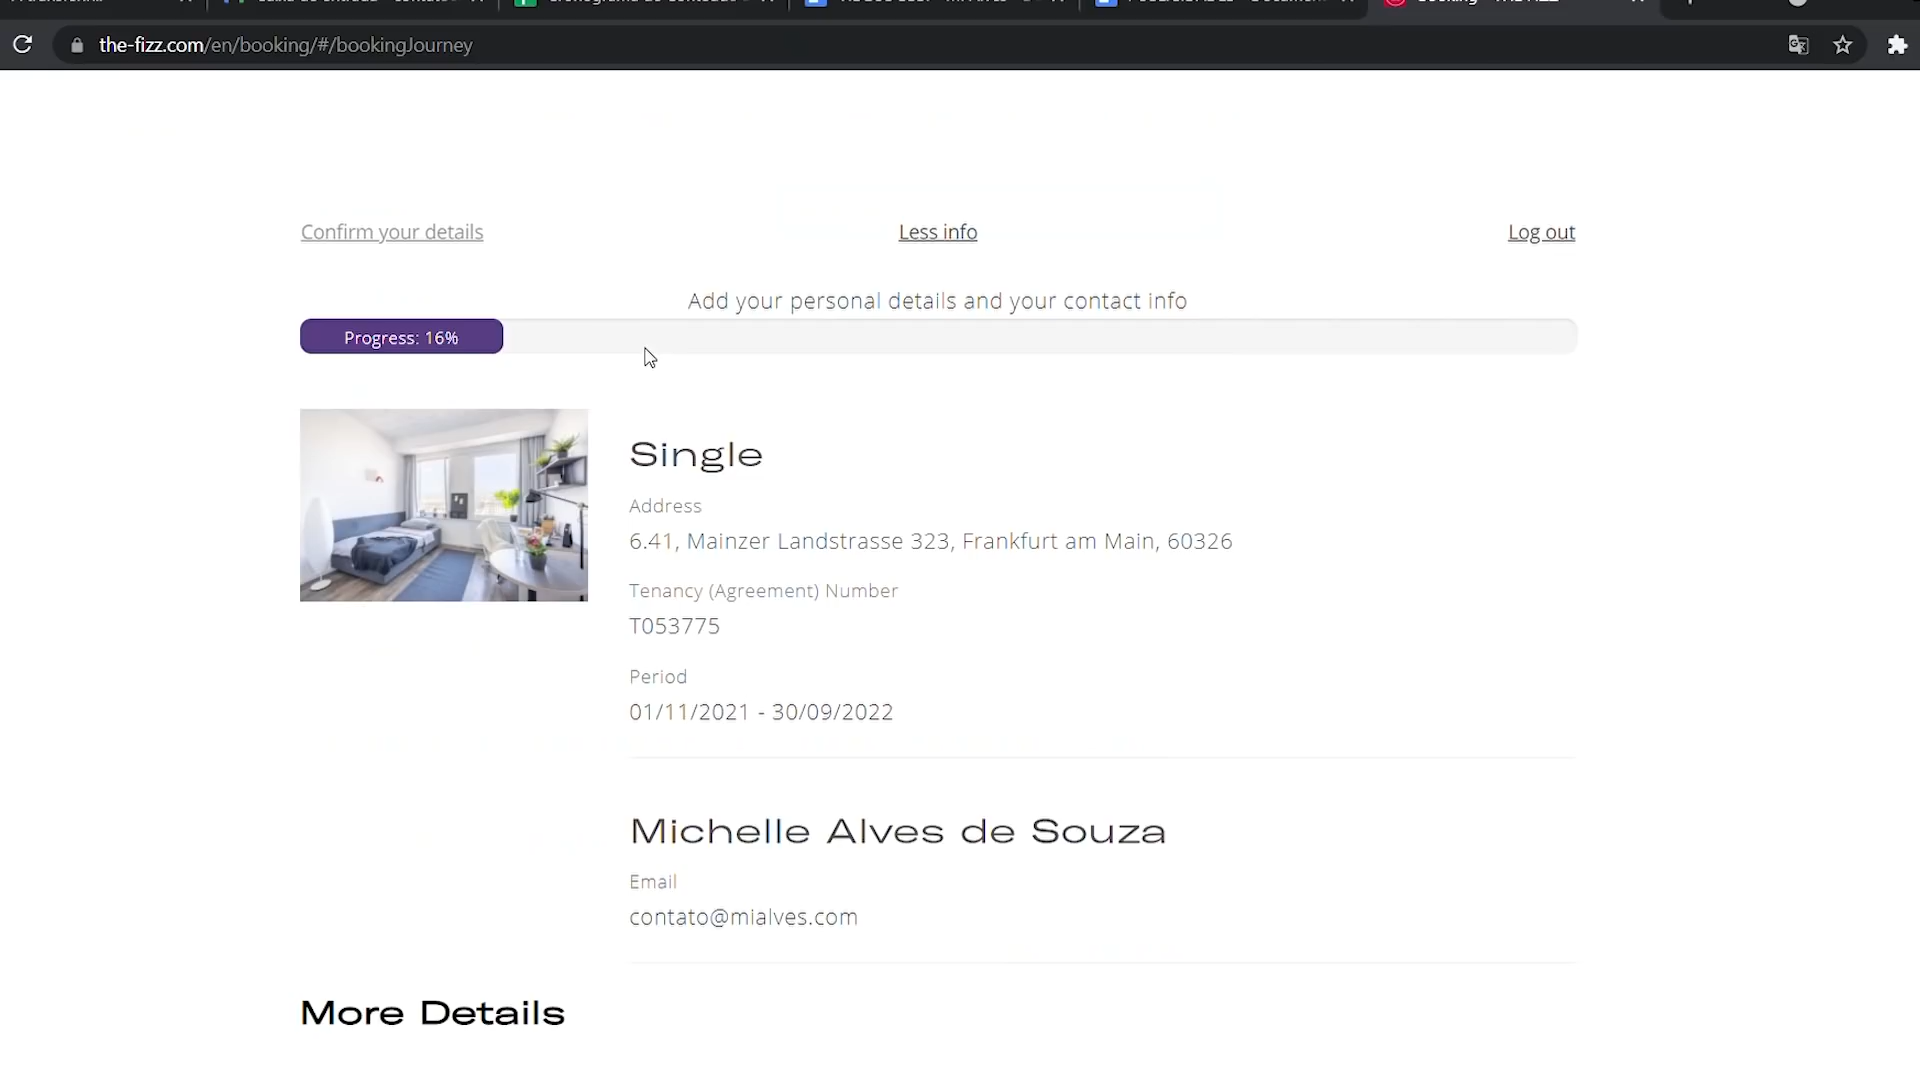 the-fizz.com/en/booking/#/bookingJourney
Confirm your details
Less info
Log out
Add your personal details and your contact info
Progress: 16%
Single
Address
6.41, Mainzer Landstrasse 323, Frankfurt am Main, 60326
Tenancy (Agreement) Number
T053775
Period
01/11/2021 - 30/09/2022
Michelle Alves de Souza
Email
contato@mialves.com
More Details